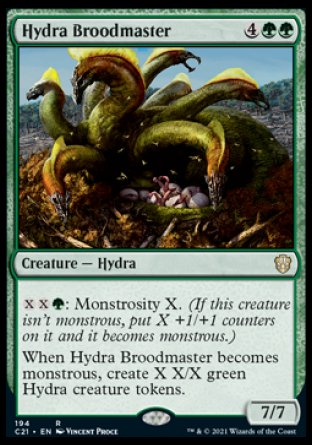 Hydra Broodmaster 4
Creature — Hydra
X X : Monstrosity X. (If this creature
isn't monstrous, put X +1/+1 counters
on it and it becomes monstrous.)
When Hydra Broodmaster becomes
monstrous, create X X/X green
Hydra creature tokens.
7/7
194 R
C21 • EN Vincent Proce
™ & © 2021 Wizards of the Coast